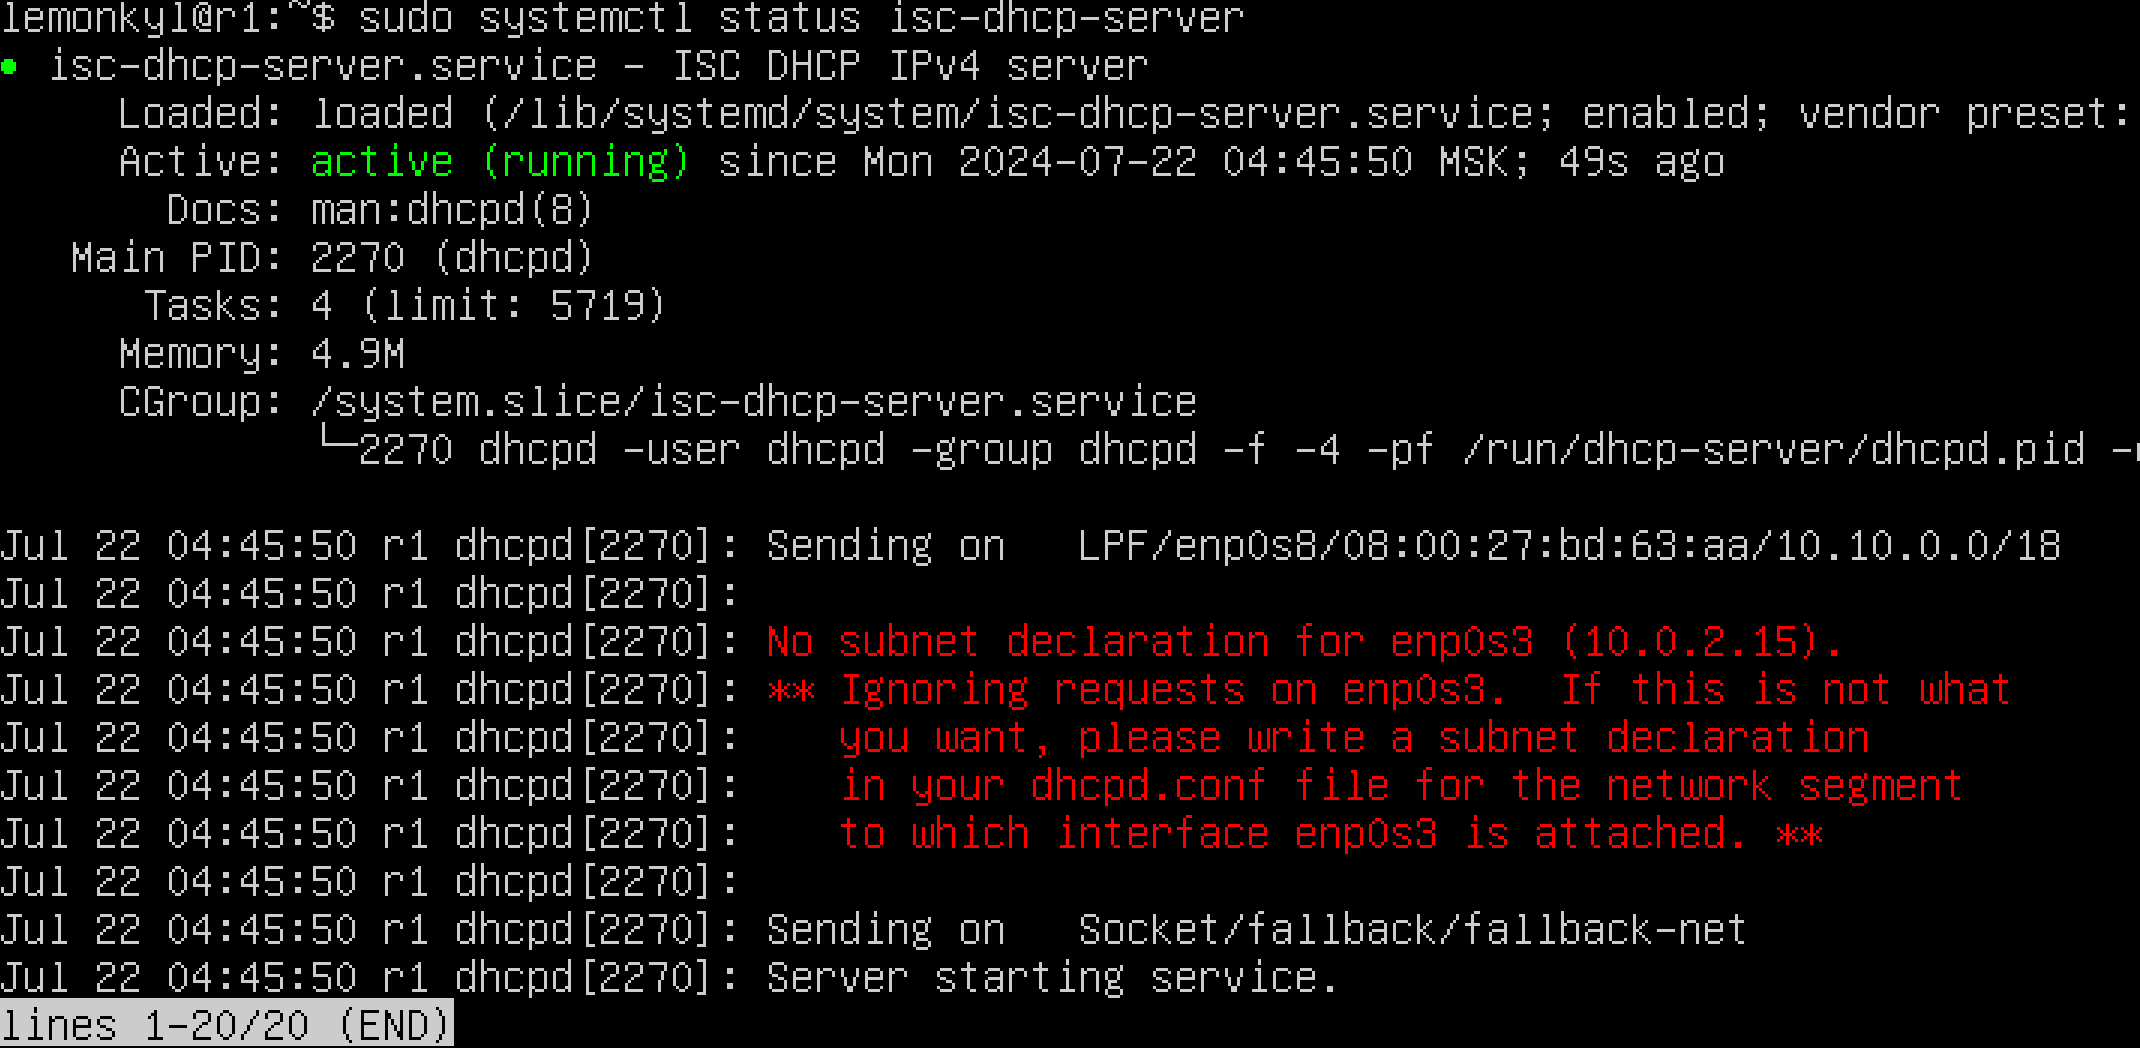 lemonkyl@r1:~$ sudo systemctl status isc-dhcp-server
● isc-dhcp-server.service - ISC DHCP IPv4 server
     Loaded: loaded (/lib/systemd/system/isc-dhcp-server.service; enabled; vendor preset:
     Active: active (running) since Mon 2024-07-22 04:45:50 MSK; 49s ago
       Docs: man:dhcpd(8)
   Main PID: 2270 (dhcpd)
      Tasks: 4 (limit: 5719)
     Memory: 4.9M
     CGroup: /system.slice/isc-dhcp-server.service
             └─2270 dhcpd -user dhcpd -group dhcpd -f -4 -pf /run/dhcp-server/dhcpd.pid

Jul 22 04:45:50 r1 dhcpd[2270]: Sending on   LPF/enp0s8/08:00:27:bd:63:aa/10.10.0.0/18
Jul 22 04:45:50 r1 dhcpd[2270]:
Jul 22 04:45:50 r1 dhcpd[2270]: No subnet declaration for enp0s3 (10.0.2.15).
Jul 22 04:45:50 r1 dhcpd[2270]: ** Ignoring requests on enp0s3.  If this is not what
Jul 22 04:45:50 r1 dhcpd[2270]:    you want, please write a subnet declaration
Jul 22 04:45:50 r1 dhcpd[2270]:    in your dhcpd.conf file for the network segment
Jul 22 04:45:50 r1 dhcpd[2270]:    to which interface enp0s3 is attached. **
Jul 22 04:45:50 r1 dhcpd[2270]:
Jul 22 04:45:50 r1 dhcpd[2270]: Sending on   Socket/fallback/fallback-net
Jul 22 04:45:50 r1 dhcpd[2270]: Server starting service.
lines 1-20/20 (END)